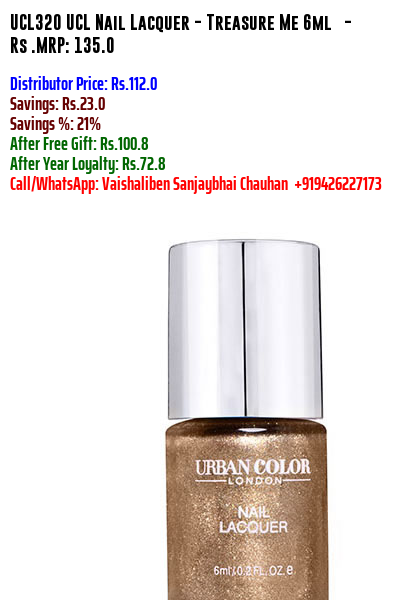 UCL320 UCL Nail Lacquer - Treasure Me 6ml -
Rs .MRP: 135.0
Distributor Price: Rs.112.0
Savings: Rs.23.0
Savings %: 21%
After Free Gift: Rs.100.8
After Year Loyalty: Rs.72.8
Call/WhatsApp: Vaishaliben Sanjaybhai Chauhan +919426227173
URBAN COLOR
LONDON
NAIL
LACQUER
6ml/0.2 FL.OZ. ℮